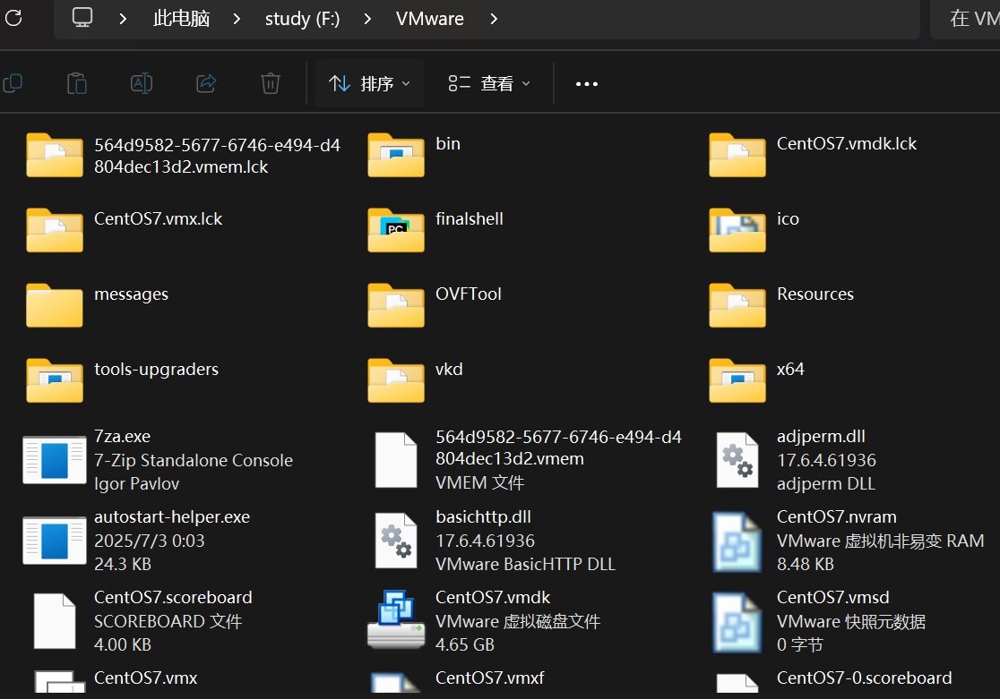 此电脑 study (F:) VMware 在 VM
排序 查看
564d9582-5677-6746-e494-d4
804dec13d2.vmem.lck
bin
CentOS7.vmdk.lck
CentOS7.vmx.lck
PC
finalshell
ico
messages
OVFTool
Resources
tools-upgraders
vkd
x64
7za.exe
7-Zip Standalone Console
Igor Pavlov
564d9582-5677-6746-e494-d4
804dec13d2.vmem
VMEM 文件
adjperm.dll
17.6.4.61936
adjperm DLL
autostart-helper.exe
2025/7/3 0:03
24.3 KB
basichttp.dll
17.6.4.61936
VMware BasicHTTP DLL
CentOS7.nvram
VMware 虚拟机非易变 RAM
8.48 KB
CentOS7.scoreboard
SCOREBOARD 文件
4.00 KB
CentOS7.vmdk
VMware 虚拟磁盘文件
4.65 GB
CentOS7.vmsd
VMware 快照元数据
0 字节
CentOS7.vmx
CentOS7.vmxf
CentOS7-0.scoreboard